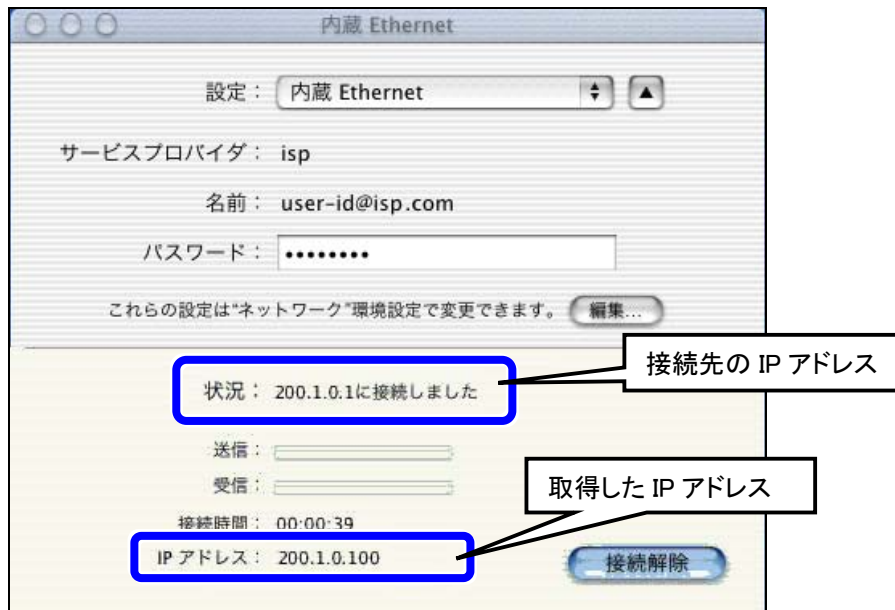 内蔵 Ethernet
設定： 内蔵 Ethernet
サービスプロバイダ： isp
名前： user-id@isp.com
パスワード： ••••••••
これらの設定は“ネットワーク”環境設定で変更できます。 編集...
接続先の IP アドレス
状況： 200.1.0.1に接続しました
送信：
受信：
取得した IP アドレス
接続時間： 00:00:39
IP アドレス： 200.1.0.100
接続解除